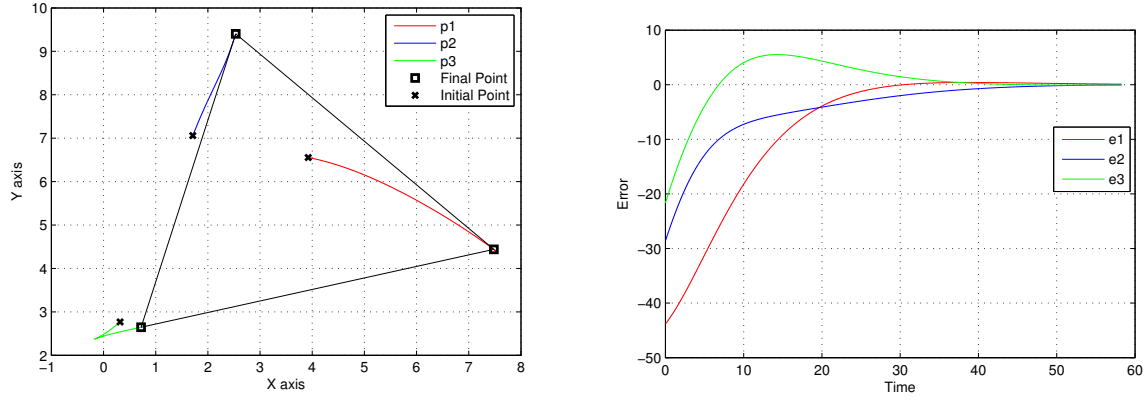 10
9
8
7
6
5
4
3
2
Y axis
−1 0 1 2 3 4 5 6 7 8
X axis
p1
p2
p3
Final Point
Initial Point
10
0
−10
−20
−30
−40
−50
Error
0 10 20 30 40 50 60
Time
e1
e2
e3